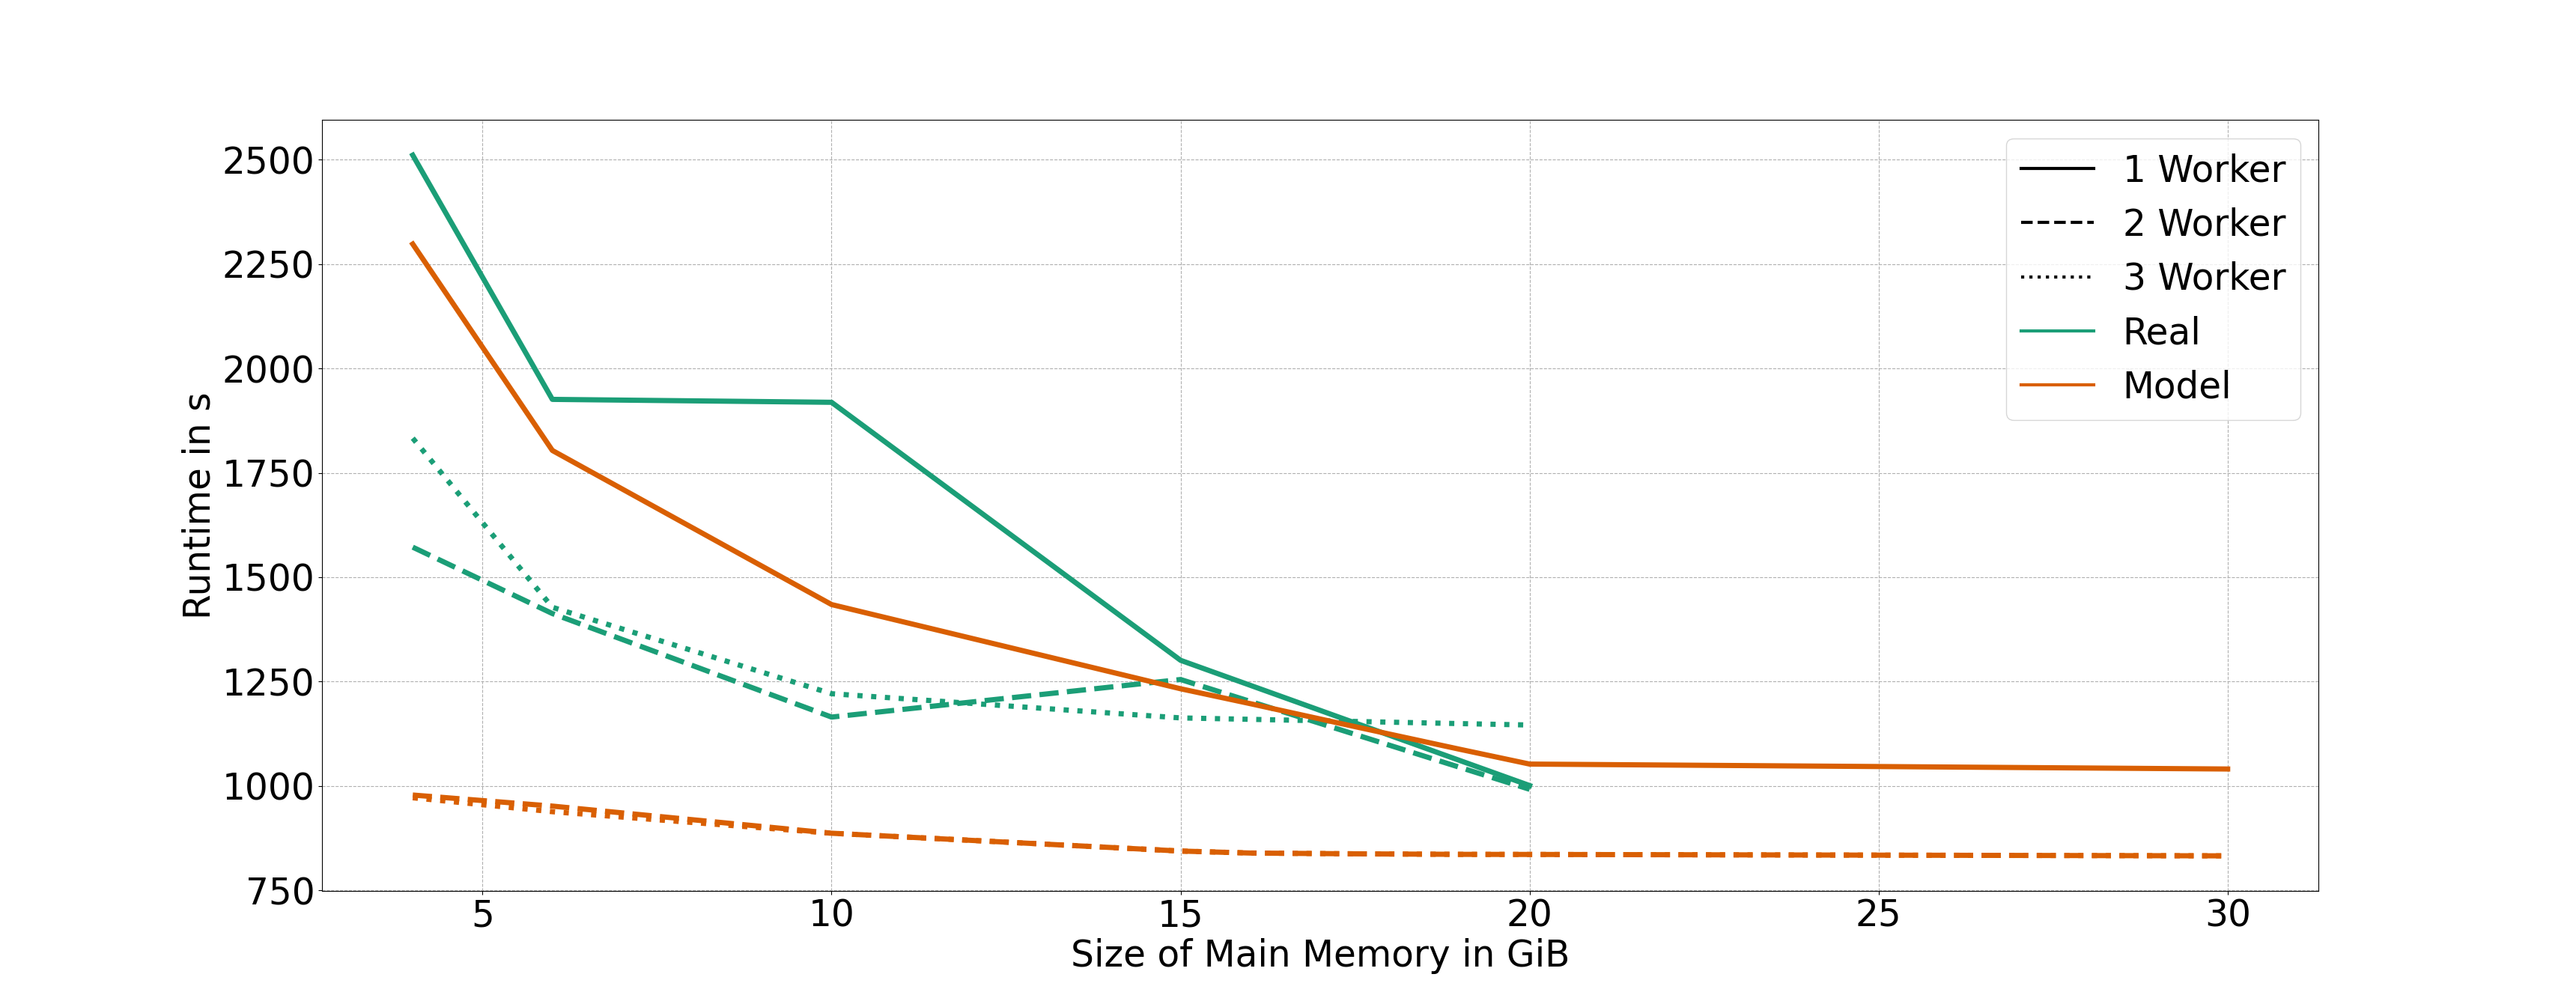 2500
2250
2000
1750
1500
1250
1000
750
Runtime in s
5 10 15 20 25 30
Size of Main Memory in GiB
1 Worker
2 Worker
3 Worker
Real
Model